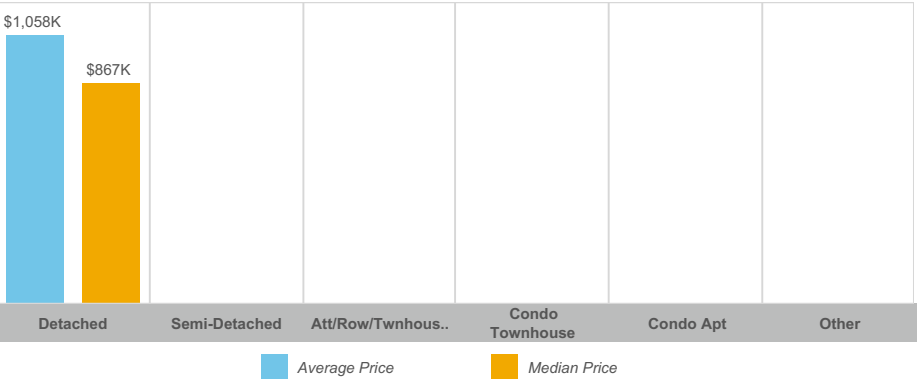 $1,058K
$867K
Detached
Semi-Detached
Att/Row/Twnhous..
Condo
Townhouse
Condo Apt
Other
Average Price
Median Price